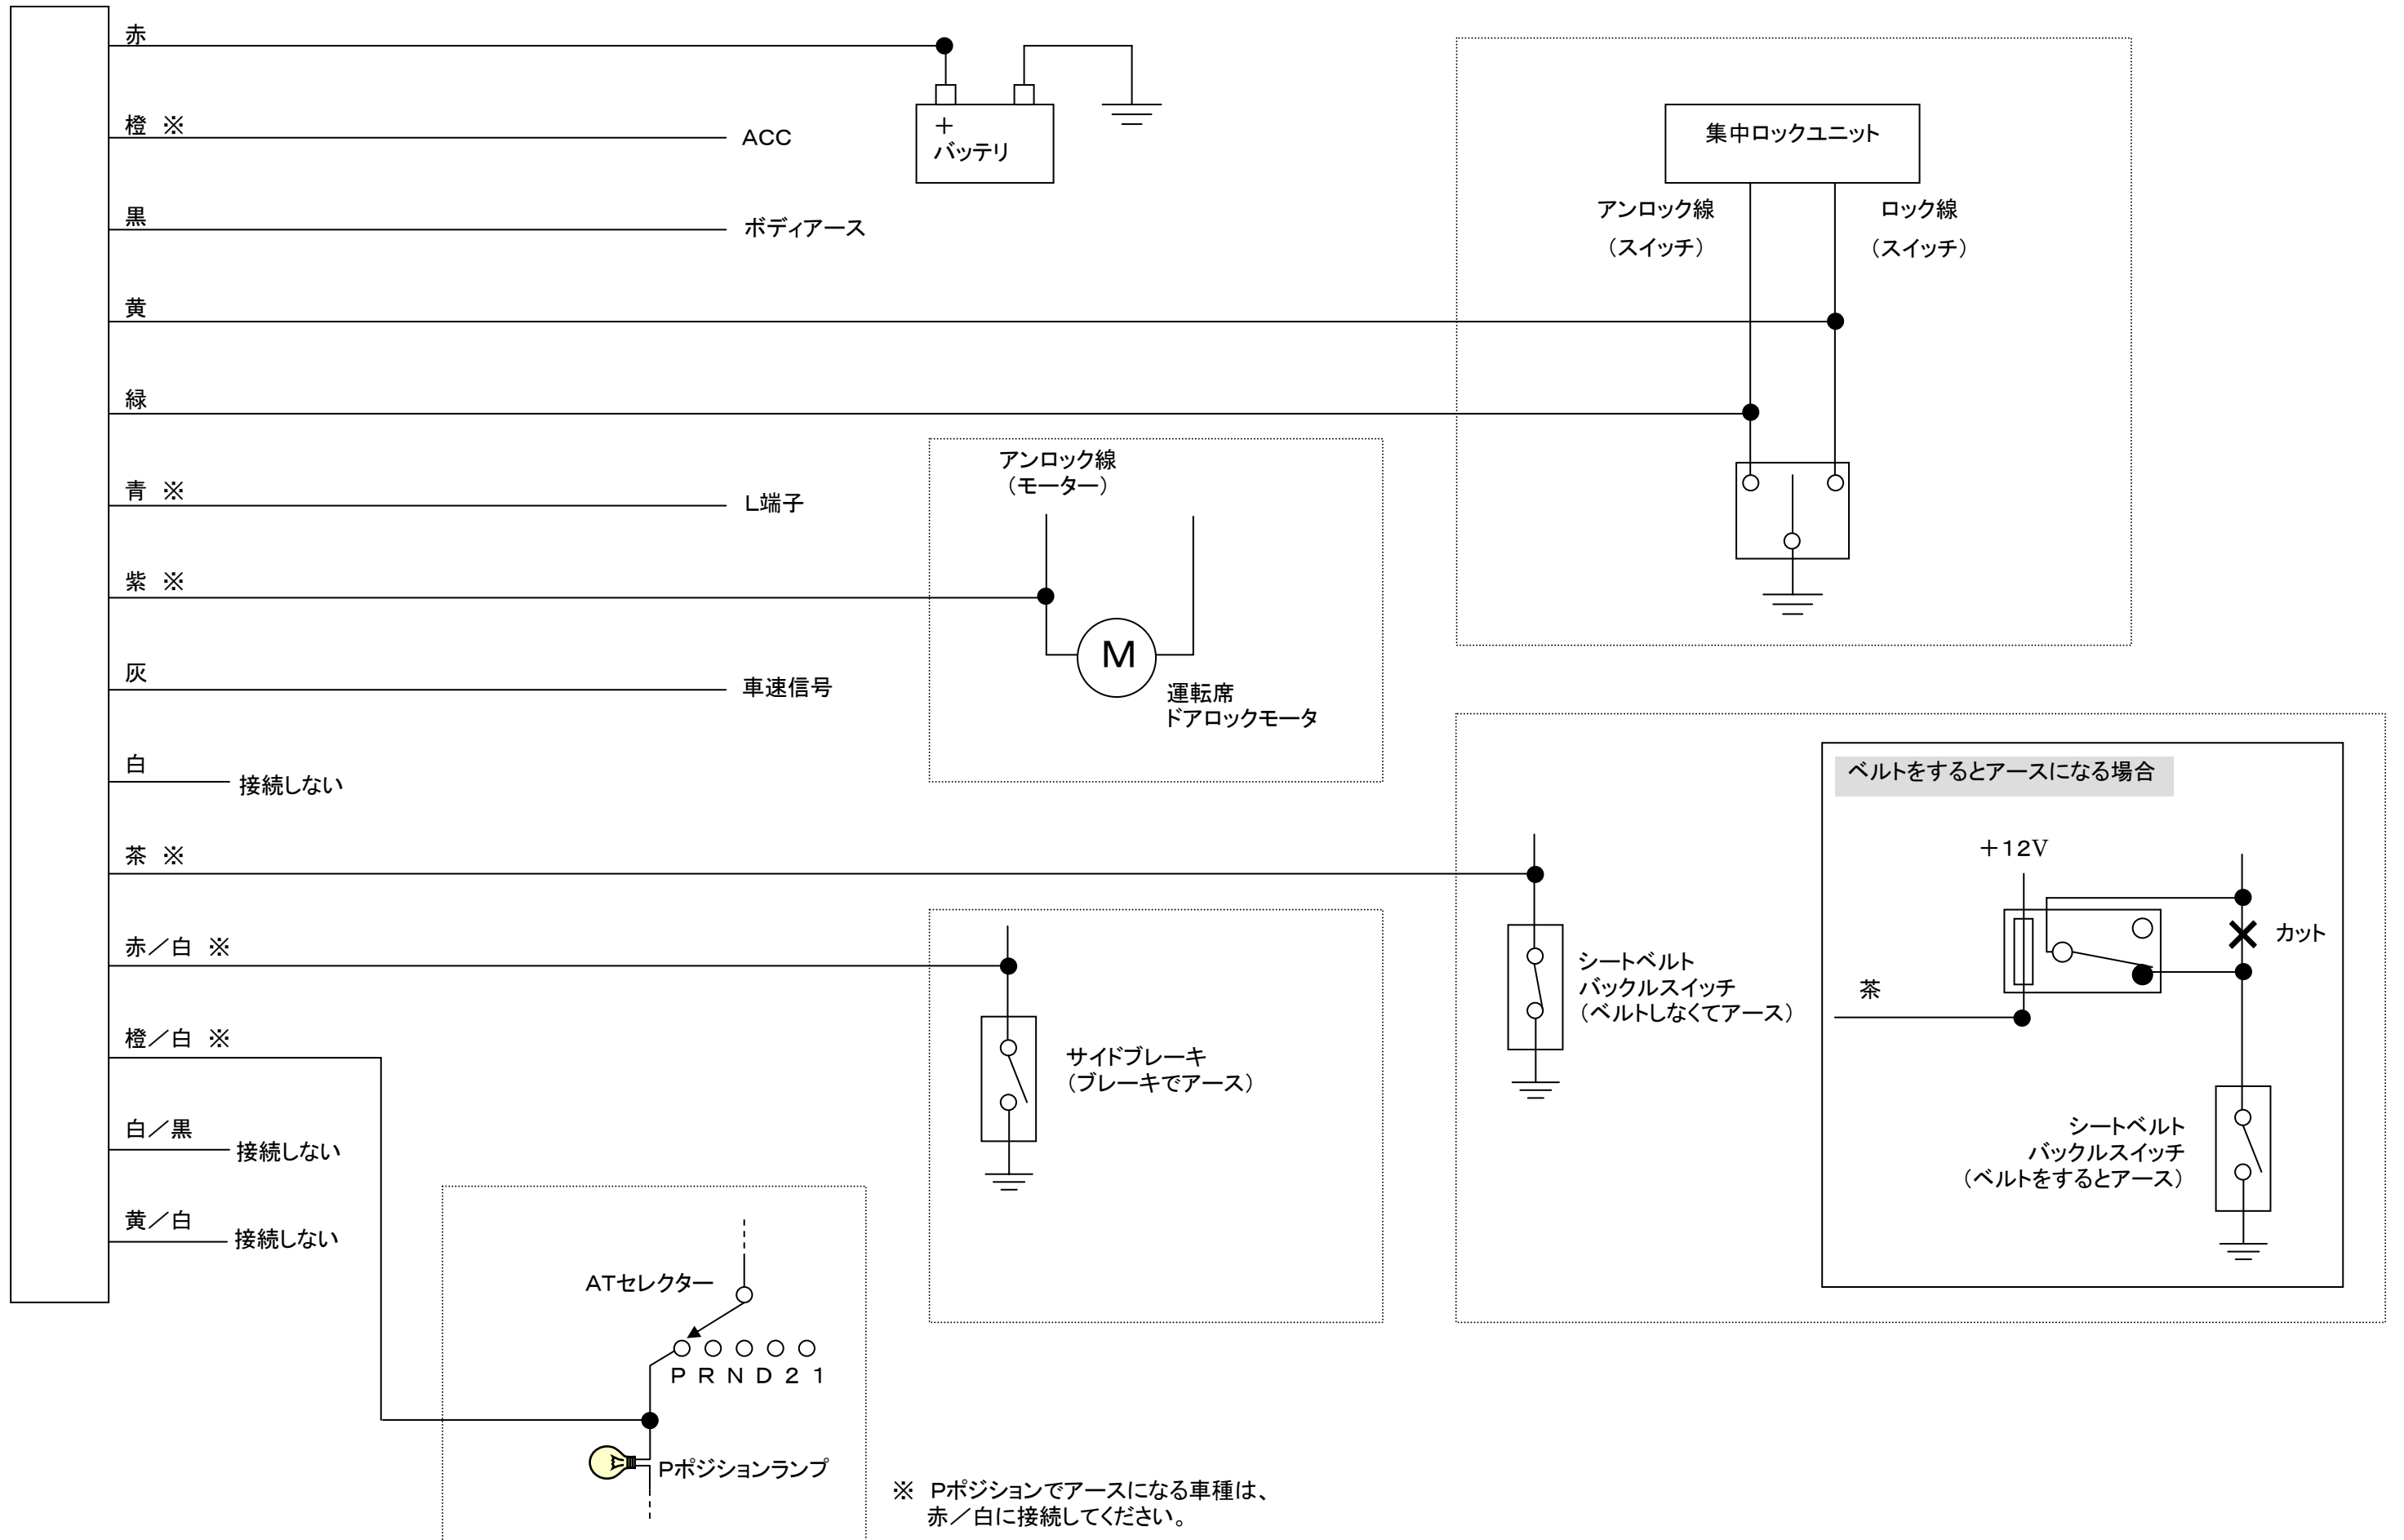 赤
＋
バッテリ
橙 ※
ACC
集中ロックユニット
黒
ボディアース
アンロック線
（スイッチ）
ロック線
（スイッチ）
黄
緑
アンロック線
（モーター）
青 ※
L端子
紫 ※
M
運転席
ドアロックモータ
灰
車速信号
白
接続しない
ベルトをするとアースになる場合
＋12V
カット
茶
茶 ※
シートベルト
バックルスイッチ
（ベルトしなくてアース）
赤／白 ※
サイドブレーキ
（ブレーキでアース）
シートベルト
バックルスイッチ
（ベルトをするとアース）
橙／白 ※
白／黒
接続しない
黄／白
接続しない
ATセレクター
P R N D 2 1
Pポジションランプ
※ Pポジションでアースになる車種は、
赤／白に接続してください。